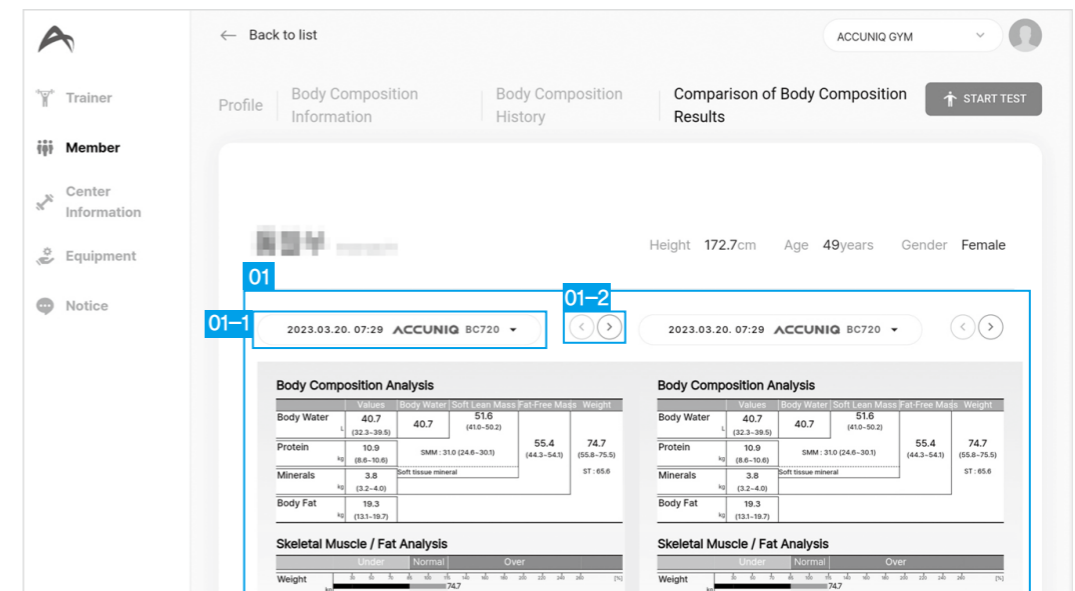 ← Back to list
ACCUNIQ GYM
Trainer
Member
Center
Information
Equipment
Notice
Profile
Body Composition
Information
Body Composition
History
Comparison of Body Composition
Results
START TEST
Height 172.7cm Age 49years Gender Female
01
01–1
01–2
2023.03.20. 07:29 ACCUNIQ BC720
2023.03.20. 07:29 ACCUNIQ BC720
Body Composition Analysis
Values Body Water Soft Lean Mass Fat-Free Mass Weight
Body Water L 40.7 40.7 51.6
(32.3~39.5) (41.0~50.2)
Protein kg 10.9 SMM : 31.0 (24.6~30.1) 55.4 74.7
(8.6~10.6) (44.3~54.1) (55.8~75.5)
Minerals kg 3.8 Soft tissue mineral ST : 65.6
(3.2~4.0)
Body Fat kg 19.3
(13.1~19.7)
Skeletal Muscle / Fat Analysis
Under Normal Over
Weight kg 74.7 [%]
Body Composition Analysis
Values Body Water Soft Lean Mass Fat-Free Mass Weight
Body Water L 40.7 40.7 51.6
(32.3~39.5) (41.0~50.2)
Protein kg 10.9 SMM : 31.0 (24.6~30.1) 55.4 74.7
(8.6~10.6) (44.3~54.1) (55.8~75.5)
Minerals kg 3.8 Soft tissue mineral ST : 65.6
(3.2~4.0)
Body Fat kg 19.3
(13.1~19.7)
Skeletal Muscle / Fat Analysis
Under Normal Over
Weight kg 74.7 [%]